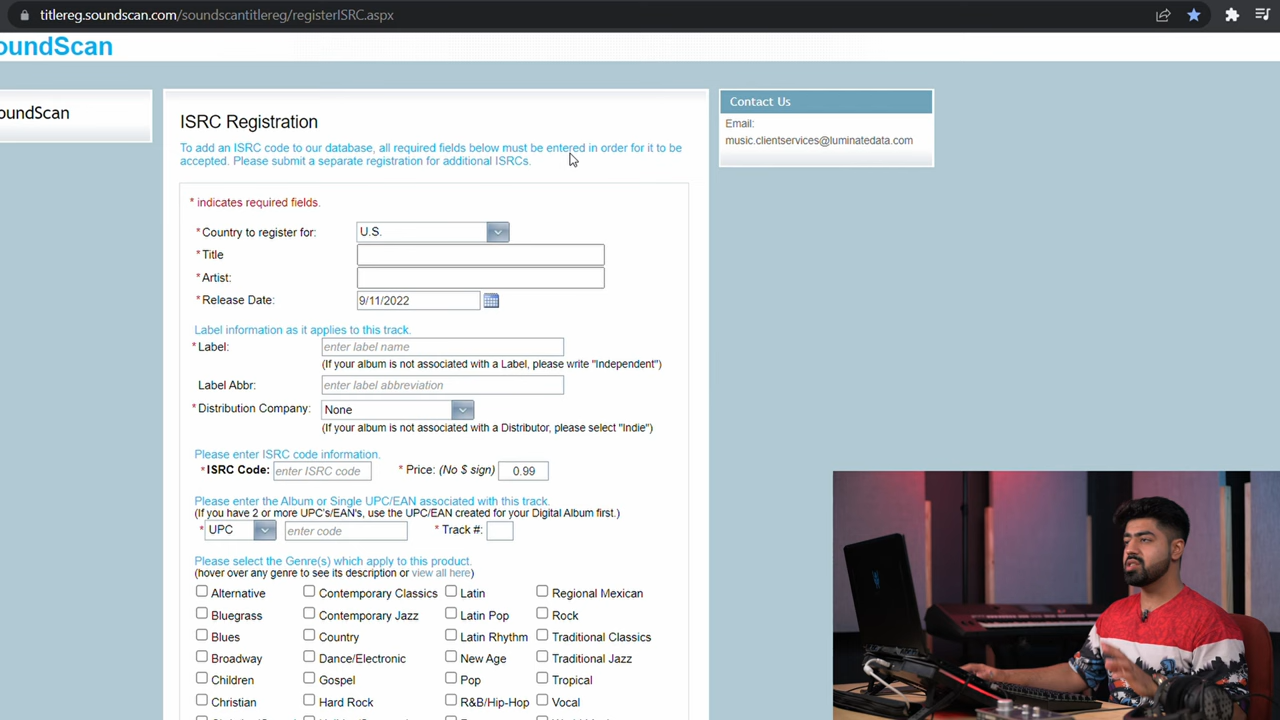 titlereg.soundscan.com/soundscantitlereg/registerISRC.aspx
oundScan
oundScan
ISRC Registration
To add an ISRC code to our database, all required fields below must be entered in order for it to be
accepted. Please submit a separate registration for additional ISRCs.
* indicates required fields.
*Country to register for: U.S.
*Title
*Artist:
*Release Date: 9/11/2022
Label information as it applies to this track.
*Label: enter label name
(If your album is not associated with a Label, please write "Independent")
Label Abbr: enter label abbreviation
*Distribution Company: None
(If your album is not associated with a Distributor, please select "Indie")
Please enter ISRC code information.
*ISRC Code: enter ISRC code * Price: (No $ sign) 0.99
Please enter the Album or Single UPC/EAN associated with this track.
(If you have 2 or more UPC's/EAN's, use the UPC/EAN created for your Digital Album first.)
* UPC enter code * Track #:
Please select the Genre(s) which apply to this product.
(hover over any genre to see its description or view all here)
Alternative Contemporary Classics Latin Regional Mexican
Bluegrass Contemporary Jazz Latin Pop Rock
Blues Country Latin Rhythm Traditional Classics
Broadway Dance/Electronic New Age Traditional Jazz
Children Gospel Pop Tropical
Christian Hard Rock R&B/Hip-Hop Vocal
Contact Us
Email:
music.clientservices@luminatedata.com